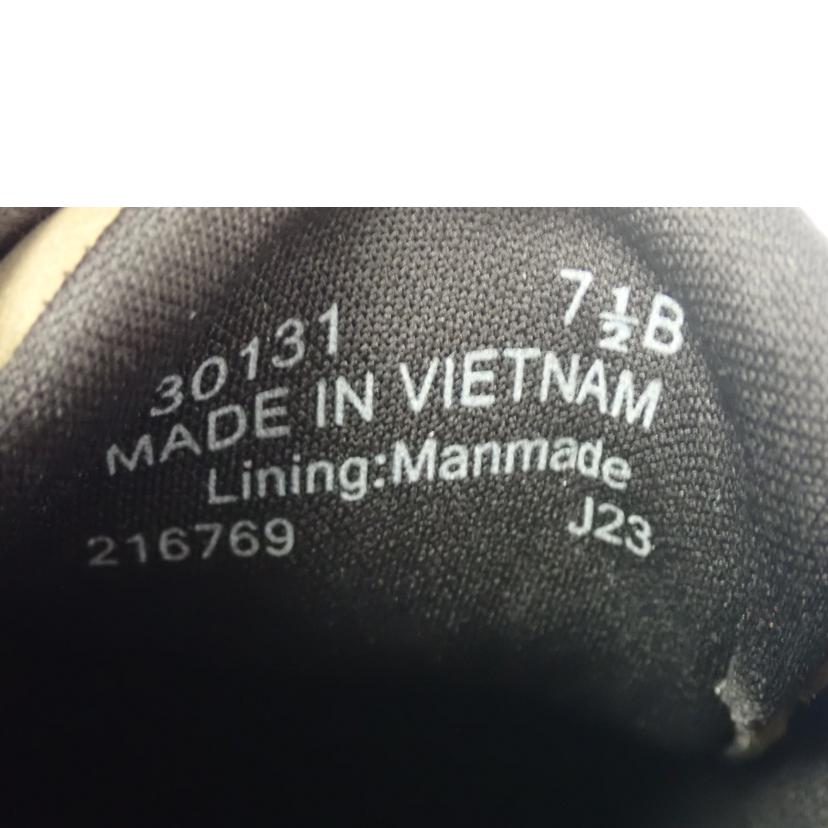 30131 7½B
MADE IN VIETNAM
Lining:Manmade
216769 J23